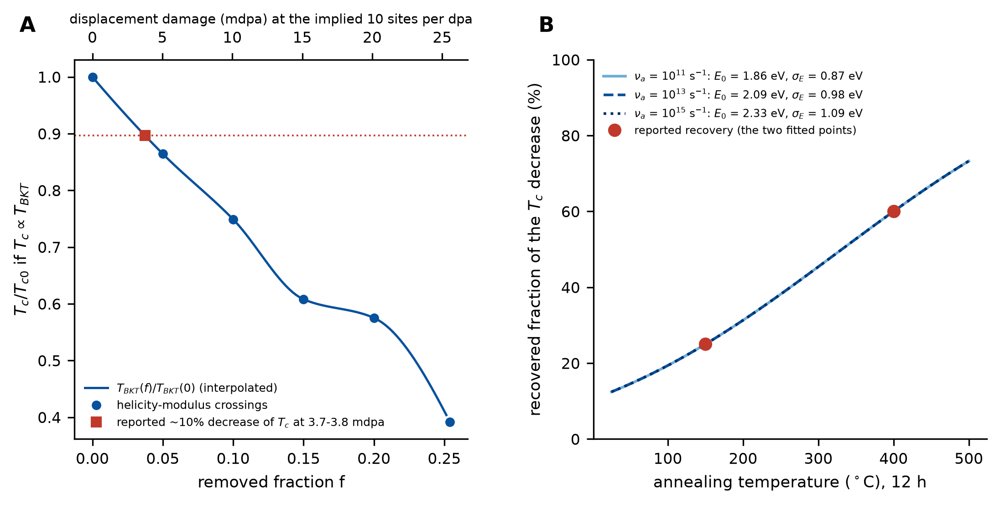 A
displacement damage (mdpa) at the implied 10 sites per dpa
0 5 10 15 20 25
T_c/T_c0 if T_c ∝ T_BKT
1.0
0.9
0.8
0.7
0.6
0.5
0.4
T_BKT(f)/T_BKT(0) (interpolated)
helicity-modulus crossings
reported ~10% decrease of T_c at 3.7-3.8 mdpa
0.00 0.05 0.10 0.15 0.20 0.25
removed fraction f
B
recovered fraction of the T_c decrease (%)
100
80
60
40
20
0
ν_a = 10^11 s^−1: E_0 = 1.86 eV, σ_E = 0.87 eV
ν_a = 10^13 s^−1: E_0 = 2.09 eV, σ_E = 0.98 eV
ν_a = 10^15 s^−1: E_0 = 2.33 eV, σ_E = 1.09 eV
reported recovery (the two fitted points)
100 200 300 400 500
annealing temperature (°C), 12 h